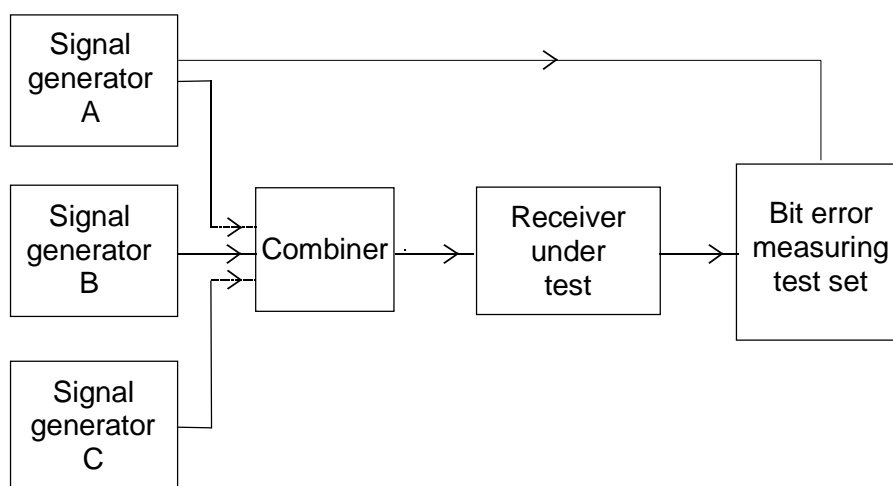 Signal
generator
A
Signal
generator
B
Signal
generator
C
Combiner
Receiver
under
test
Bit error
measuring
test set